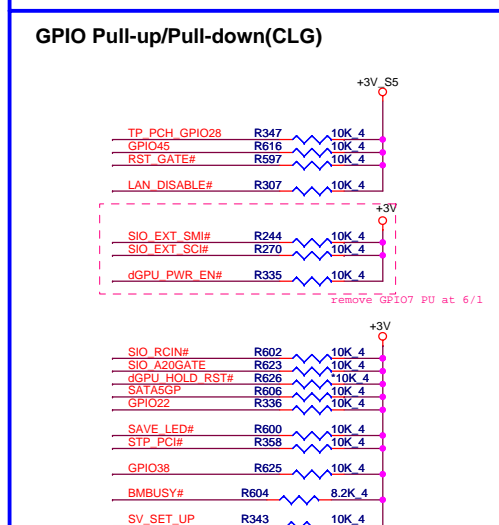 GPIO Pull-up/Pull-down(CLG)
+3V_S5
TP_PCH_GPIO28 R347 10K_4
GPIO45 R616 10K_4
RST_GATE# R597 10K_4
LAN_DISABLE# R307 10K_4
+3V
SIO_EXT_SMI# R244 10K_4
SIO_EXT_SCI# R270 10K_4
dGPU_PWR_EN# R335 10K_4
remove GPIO7 PU at 6/1
+3V
SIO_RCIN# R602 10K_4
SIO_A20GATE R623 10K_4
dGPU_HOLD_RST# R626 *10K_4
SATA5GP R606 10K_4
GPIO22 R336 10K_4
SAVE_LED# R600 10K_4
STP_PCI# R358 10K_4
GPIO38 R625 10K_4
BMBUSY# R604 8.2K_4
SV_SET_UP R343 10K_4